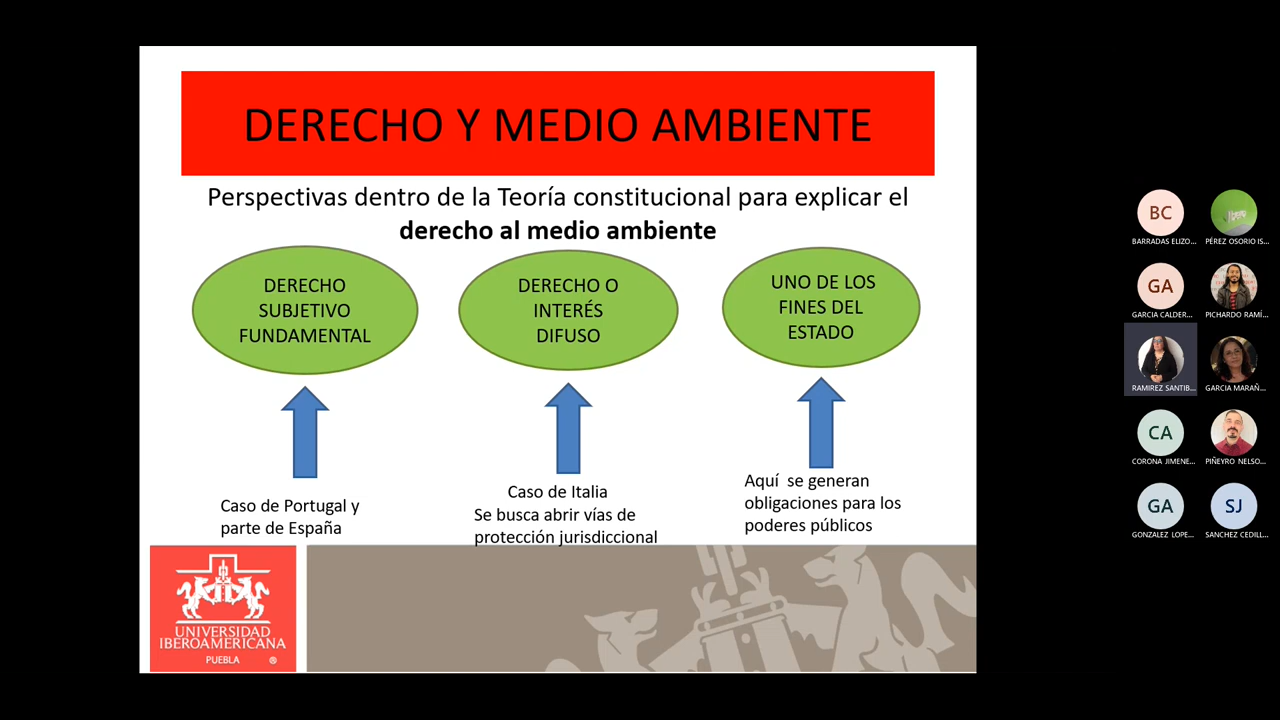 DERECHO Y MEDIO AMBIENTE
Perspectivas dentro de la Teoría constitucional para explicar el
derecho al medio ambiente
DERECHO
SUBJETIVO
FUNDAMENTAL
DERECHO O
INTERÉS
DIFUSO
UNO DE LOS
FINES DEL
ESTADO
Caso de Portugal y
parte de España
Caso de Italia
Se busca abrir vías de
protección jurisdiccional
Aquí se generan
obligaciones para los
poderes públicos
UNIVERSIDAD
IBEROAMERICANA
PUEBLA ®
BC
BARRADAS ELIZO...
PÉREZ OSORIO IS...
GA
GARCIA CALDER...
PICHARDO RAMÍ...
RAMIREZ SANTIB...
GARCIA MARAÑ...
CA
CORONA JIMENE...
PIÑEYRO NELSO...
GA
GONZALEZ LOPE...
SJ
SANCHEZ CEDILL...